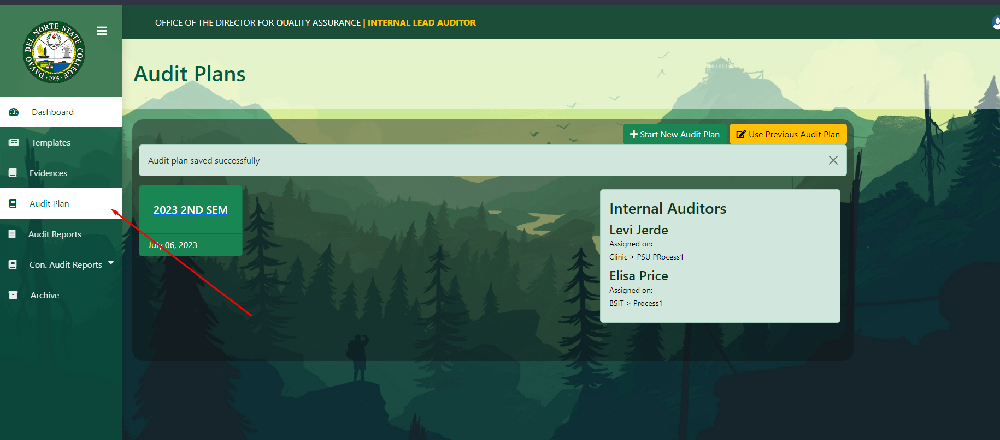 DAVAO DEL NORTE STATE COLLEGE
· 1995 ·
OFFICE OF THE DIRECTOR FOR QUALITY ASSURANCE | INTERNAL LEAD AUDITOR
Audit Plans
Dashboard
Templates
Evidences
Audit Plan
Audit Reports
Con. Audit Reports
Archive
Start New Audit Plan
Use Previous Audit Plan
Audit plan saved successfully
2023 2ND SEM
July 06, 2023
Internal Auditors
Levi Jerde
Assigned on:
Clinic > PSU PRocess1
Elisa Price
Assigned on:
BSIT > Process1